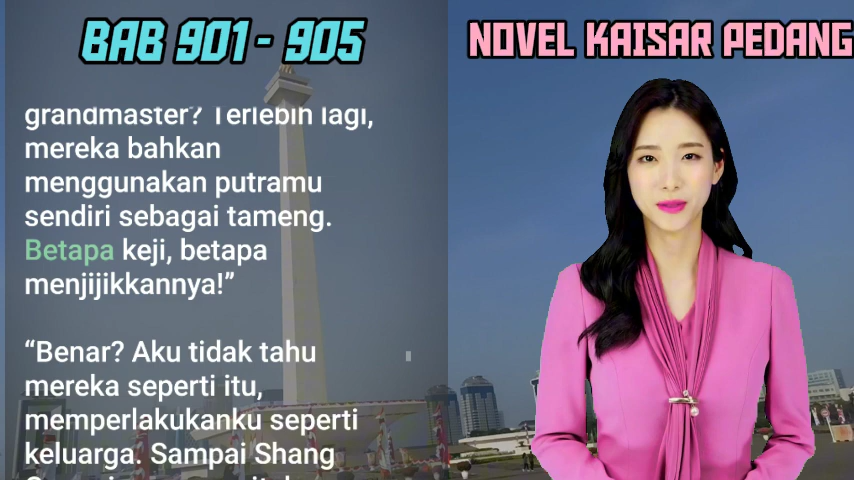 BAB 901 - 905
NOVEL KAISAR PEDANG
grandmaster? Terlebih lagi,
mereka bahkan
menggunakan putramu
sendiri sebagai tameng.
Betapa keji, betapa
menjijikkannya!”
“Benar? Aku tidak tahu
mereka seperti itu,
memperlakukanku seperti
keluarga. Sampai Shang